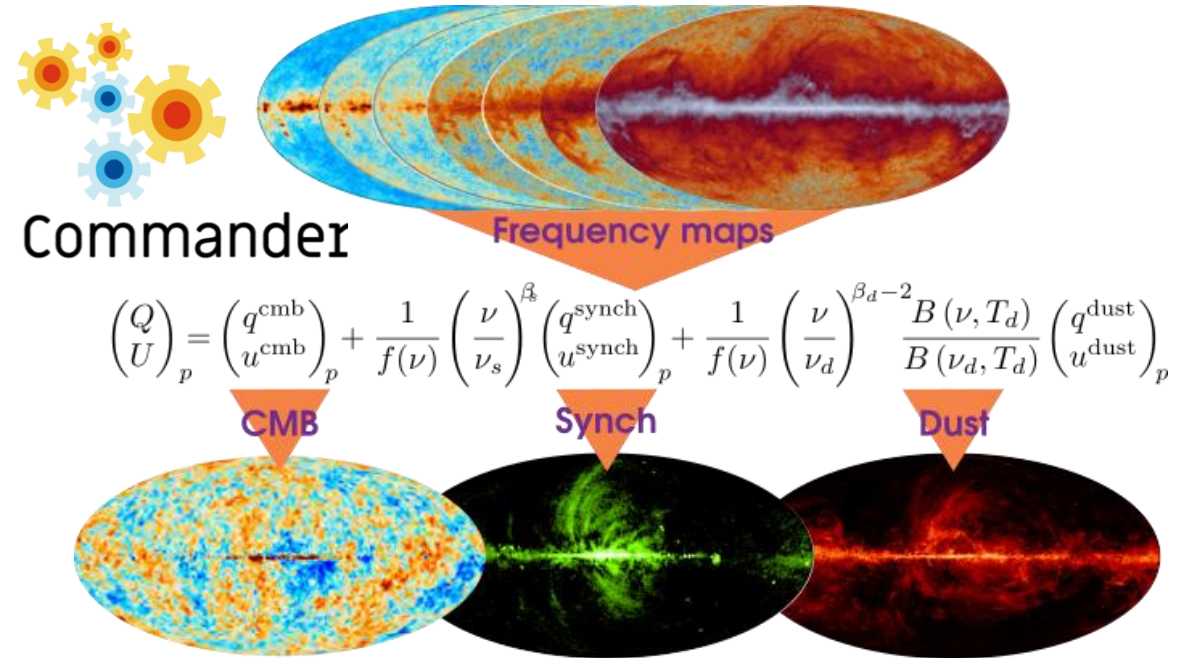 Commander
Frequency maps
(Q U)_p = (q^cmb u^cmb)_p + 1/f(ν) (ν/ν_s)^β_s (q^synch u^synch)_p + 1/f(ν) (ν/ν_d)^(β_d−2) B(ν,T_d)/B(ν_d,T_d) (q^dust u^dust)_p
CMB Synch Dust